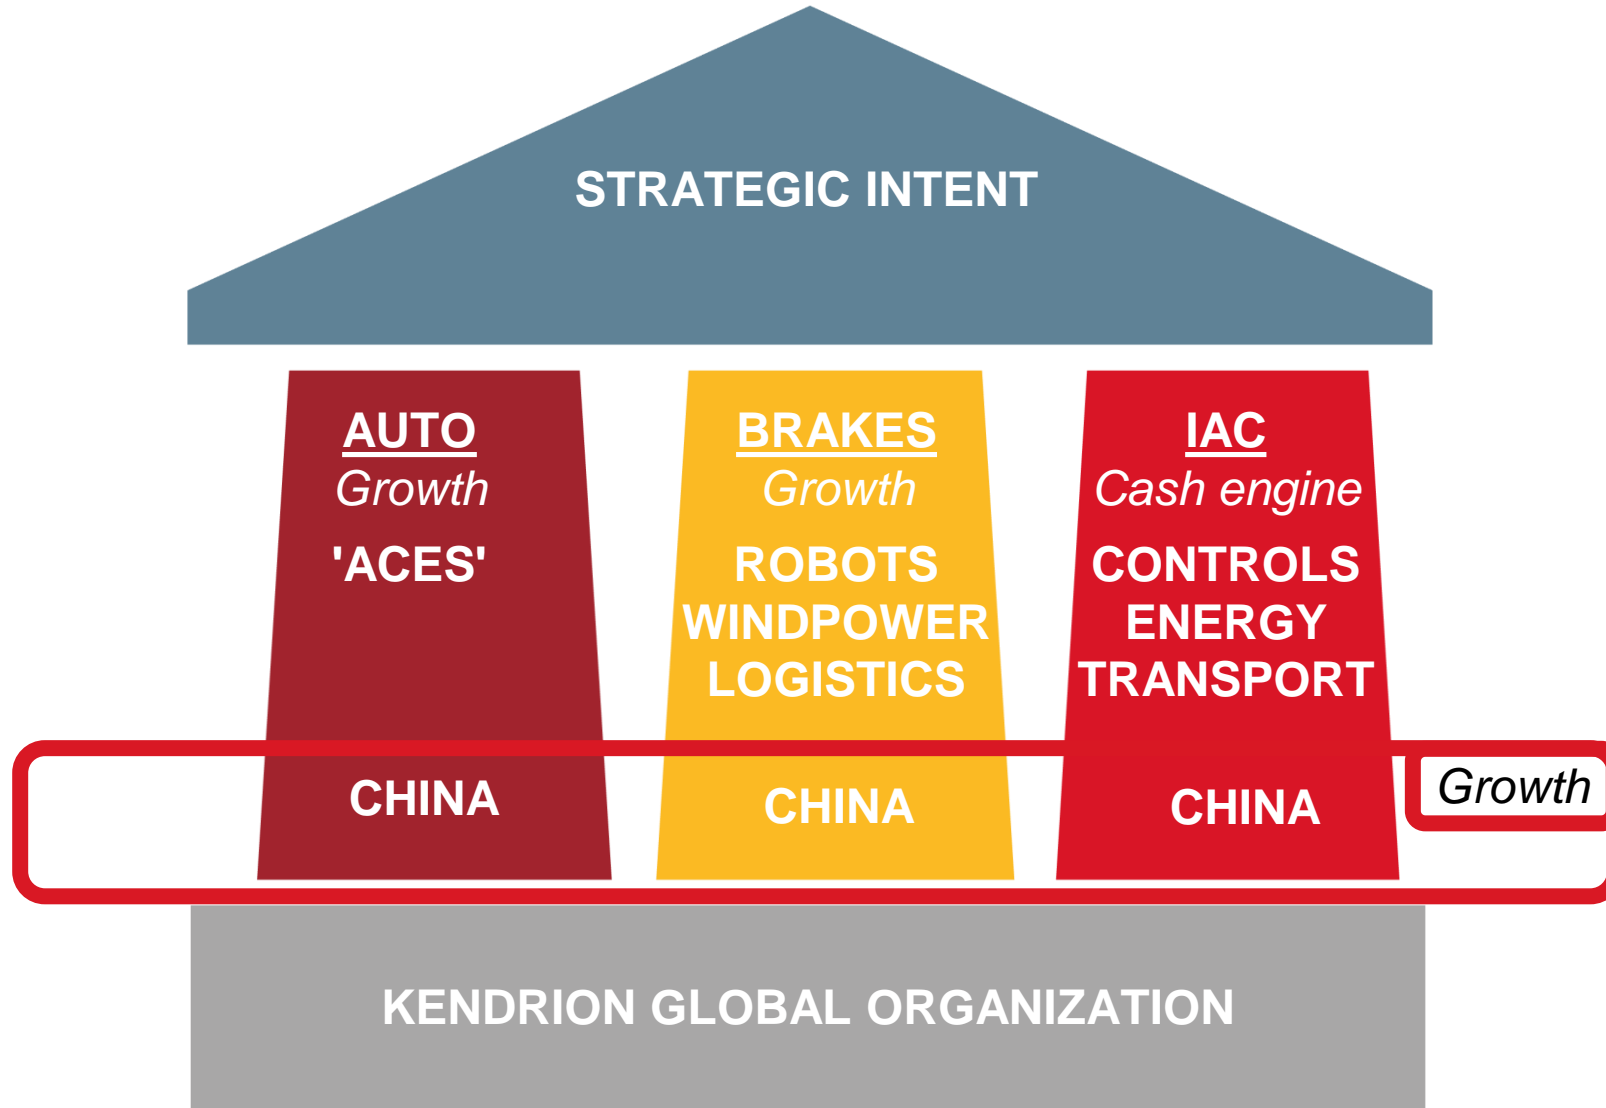 STRATEGIC INTENT
AUTO
Growth
'ACES'
BRAKES
Growth
ROBOTS
WINDPOWER
LOGISTICS
IAC
Cash engine
CONTROLS
ENERGY
TRANSPORT
CHINA
CHINA
CHINA
Growth
KENDRION GLOBAL ORGANIZATION